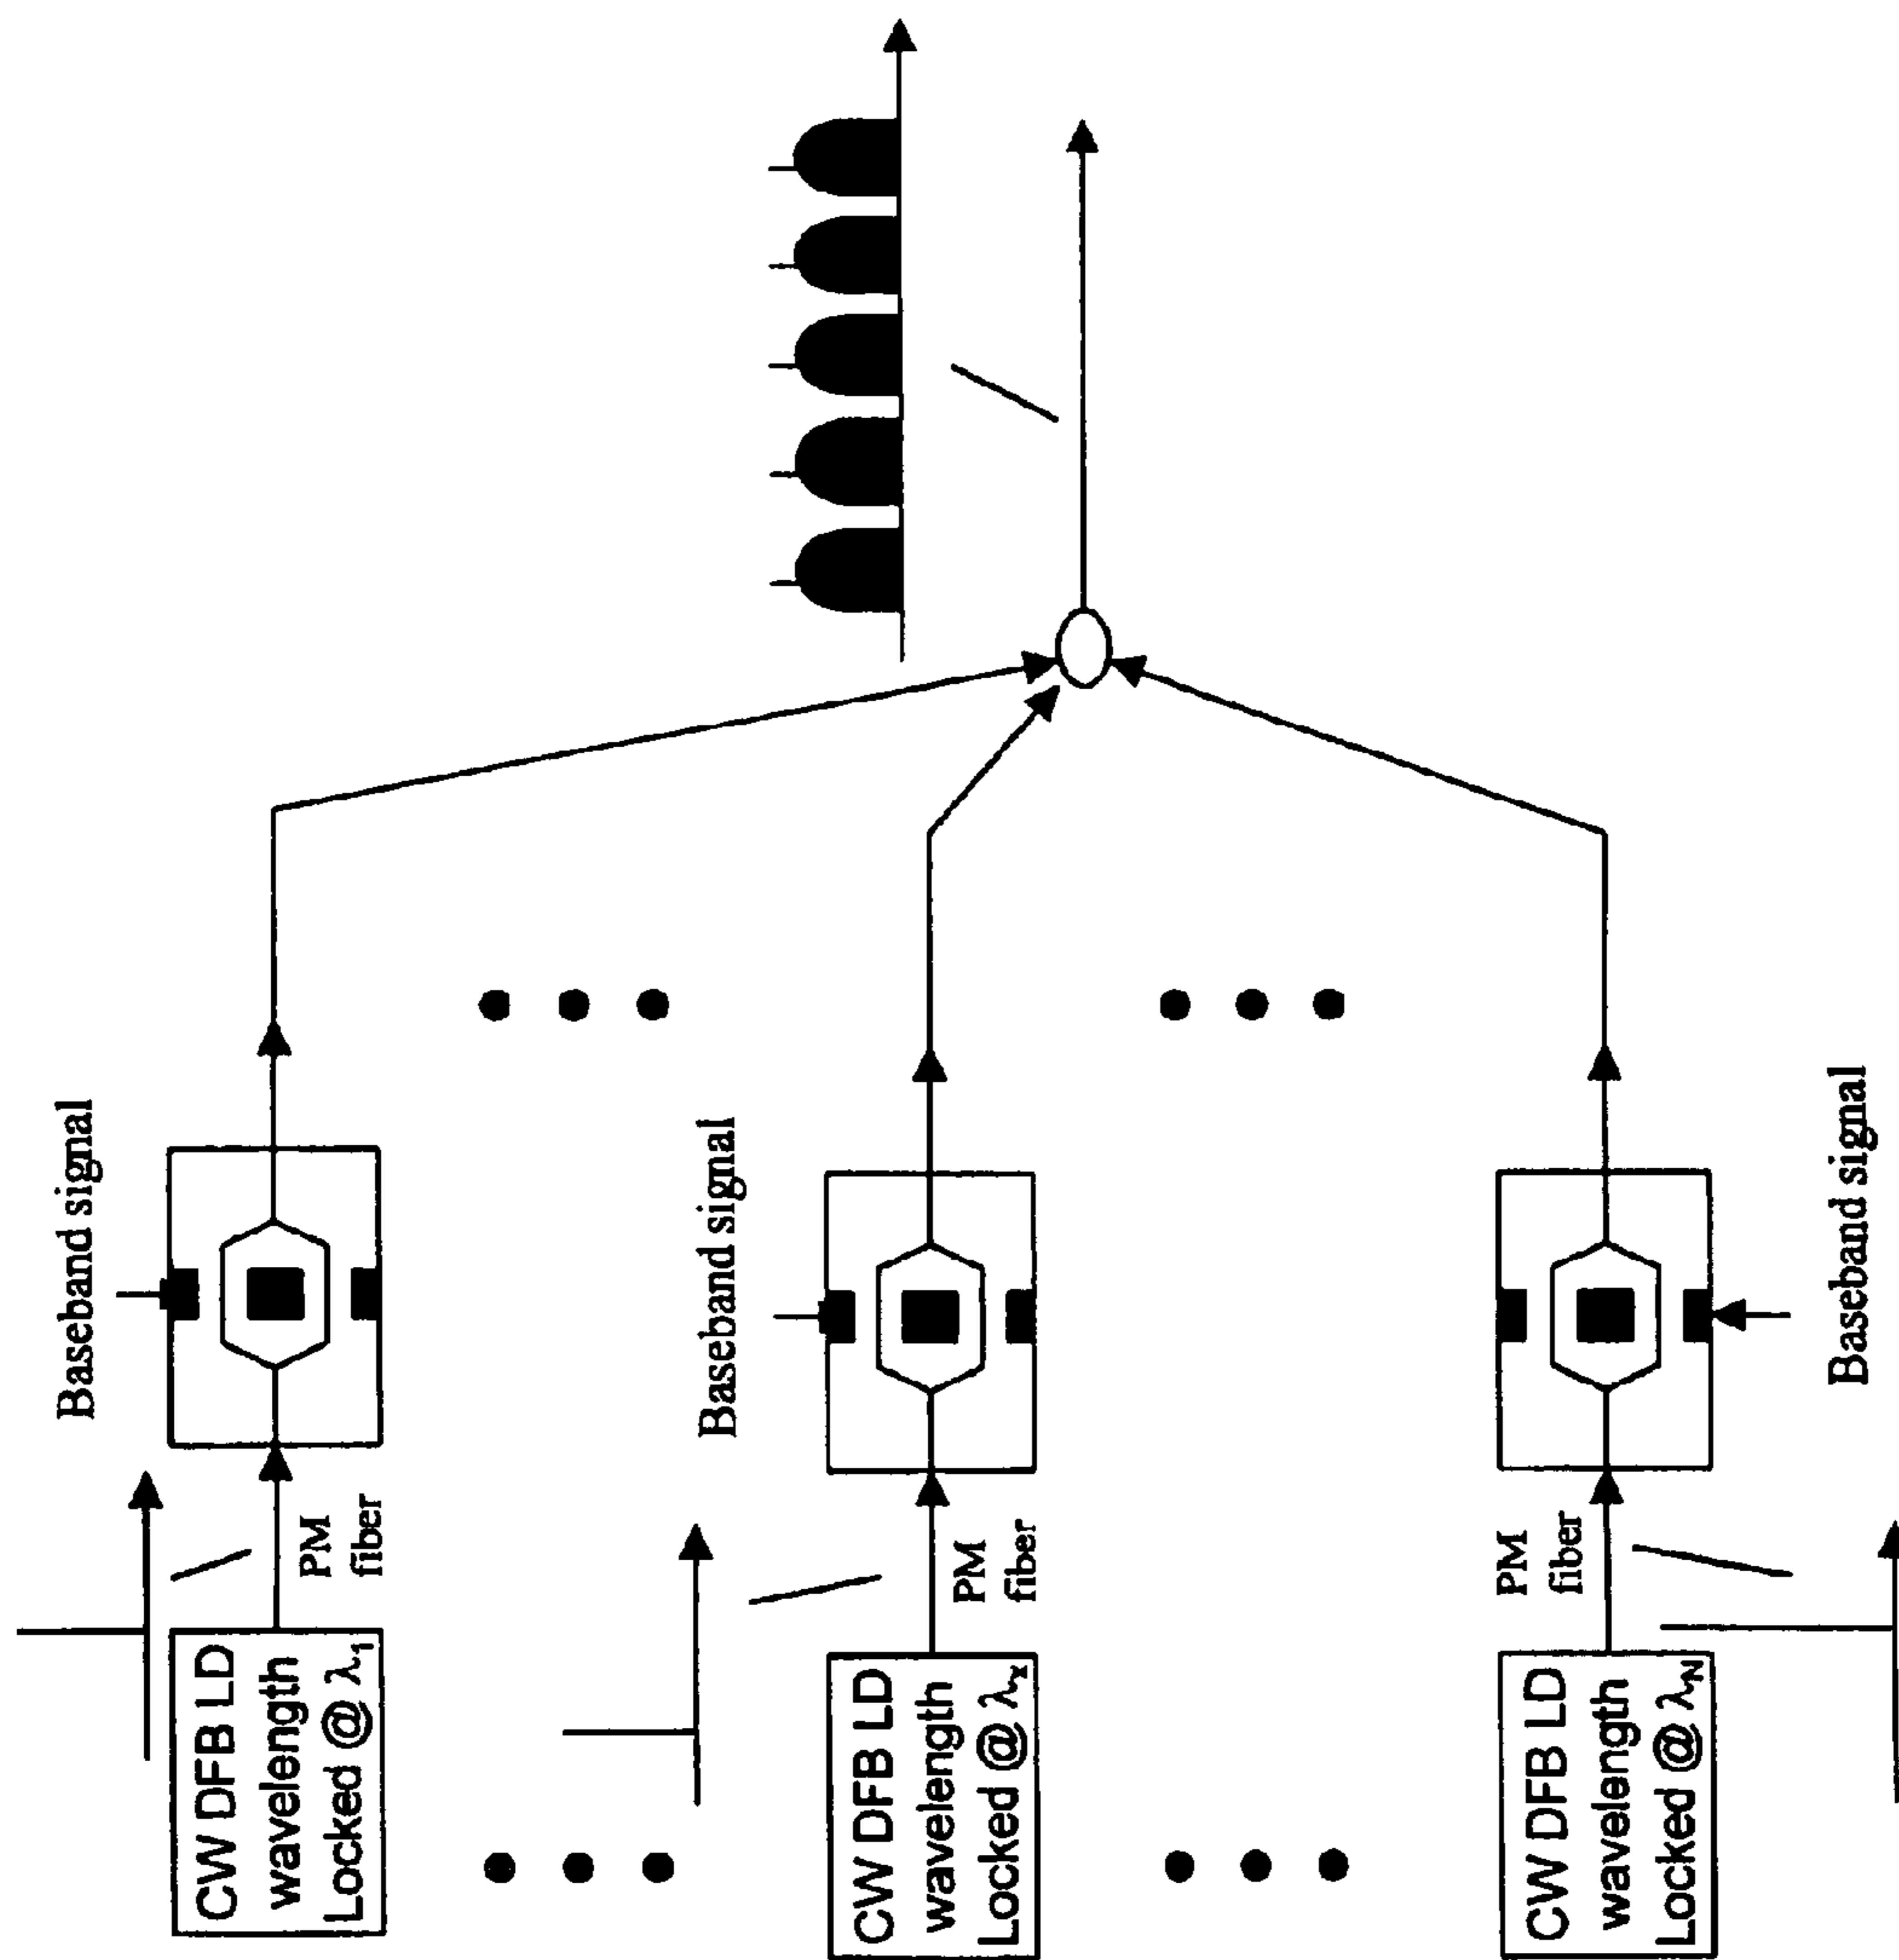 Baseband signal
CW DFB LD
wavelength
Locked @ λ1
PM
fiber
Baseband signal
CW DFB LD
wavelength
Locked @ λx
PM
fiber
CW DFB LD
wavelength
Locked @ λN
PM
fiber
Baseband signal